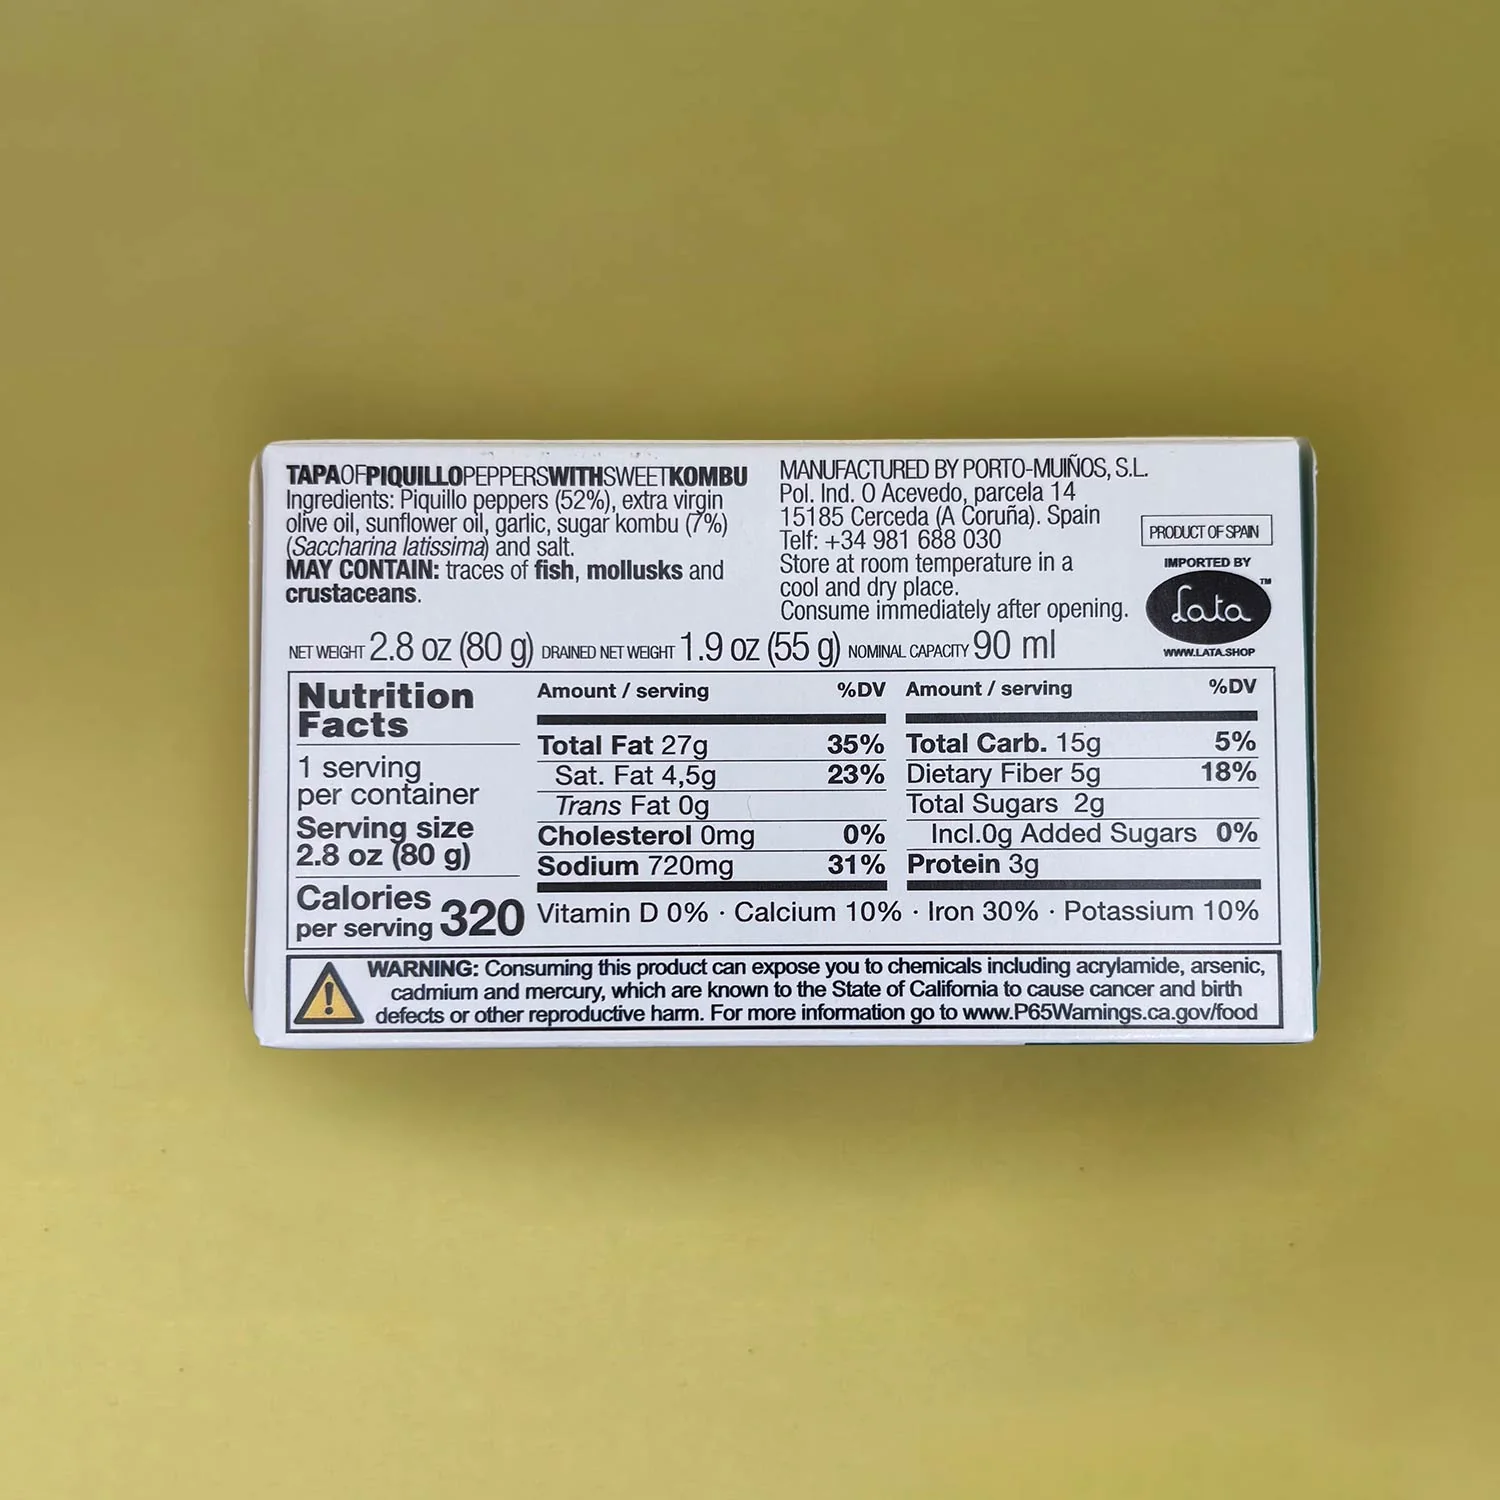 TAPAOFPIQUILLOPEPPERSWITHSWEETKOMBU
Ingredients: Piquillo peppers (52%), extra virgin
olive oil, sunflower oil, garlic, sugar kombu (7%)
(Saccharina latissima) and salt.
MAY CONTAIN: traces of fish, mollusks and
crustaceans.
MANUFACTURED BY PORTO-MUIÑOS, S.L.
Pol. Ind. O Acevedo, parcela 14
15185 Cerceda (A Coruña). Spain
Telf: +34 981 688 030
Store at room temperature in a
cool and dry place.
Consume immediately after opening.
PRODUCT OF SPAIN
IMPORTED BY
Lata TM
WWW.LATA.SHOP
NET WEIGHT 2.8 oz (80 g) DRAINED NET WEIGHT 1.9 oz (55 g) NOMINAL CAPACITY 90 ml
Nutrition
Facts
1 serving
per container
Serving size
2.8 oz (80 g)
Calories
per serving 320
Amount / serving %DV
Total Fat 27g 35%
Sat. Fat 4,5g 23%
Trans Fat 0g
Cholesterol 0mg 0%
Sodium 720mg 31%
Amount / serving %DV
Total Carb. 15g 5%
Dietary Fiber 5g 18%
Total Sugars 2g
Incl.0g Added Sugars 0%
Protein 3g
Vitamin D 0% · Calcium 10% · Iron 30% · Potassium 10%
WARNING: Consuming this product can expose you to chemicals including acrylamide, arsenic,
cadmium and mercury, which are known to the State of California to cause cancer and birth
defects or other reproductive harm. For more information go to www.P65Warnings.ca.gov/food